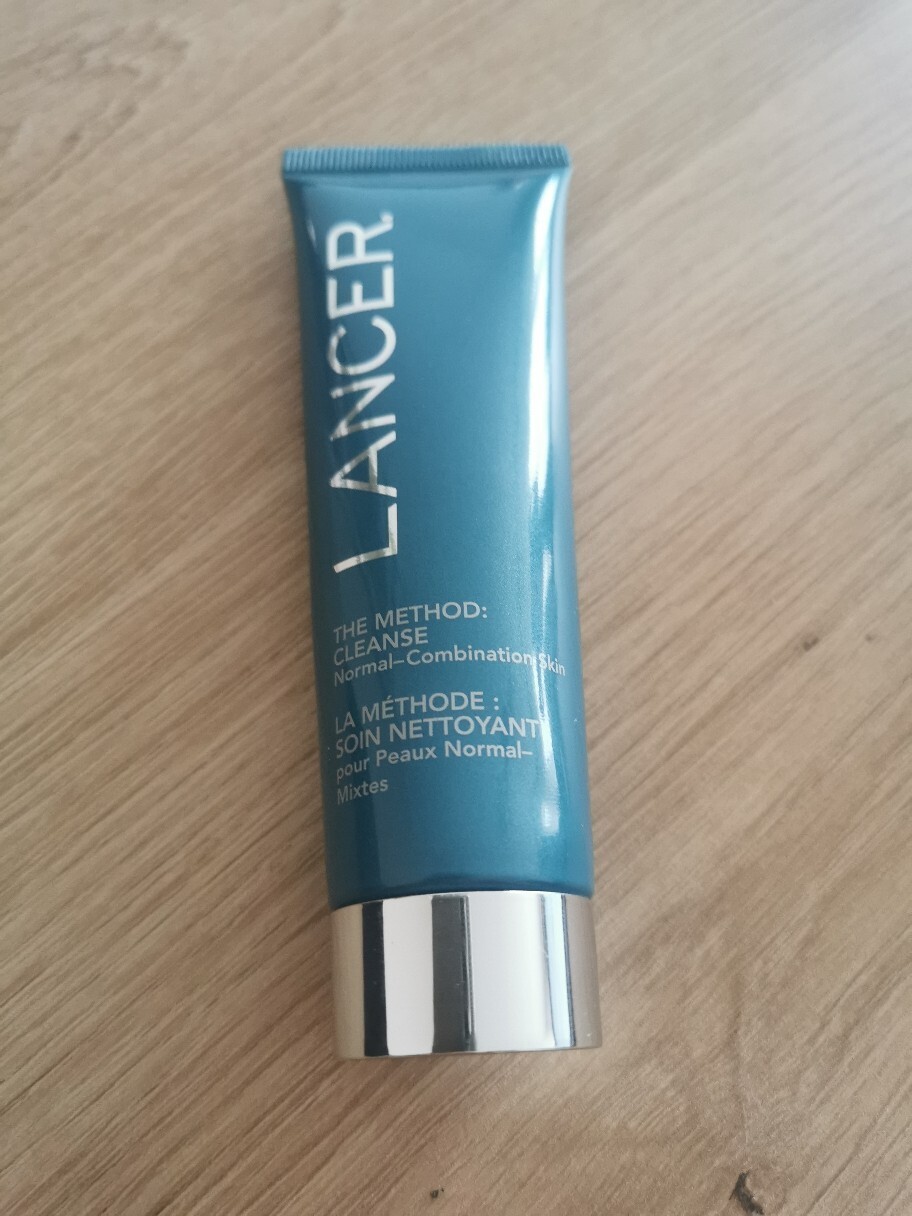 LANCER
THE METHOD:
CLEANSE
Normal–Combination Skin
LA MÉTHODE :
SOIN NETTOYANT
pour Peaux Normal–
Mixtes